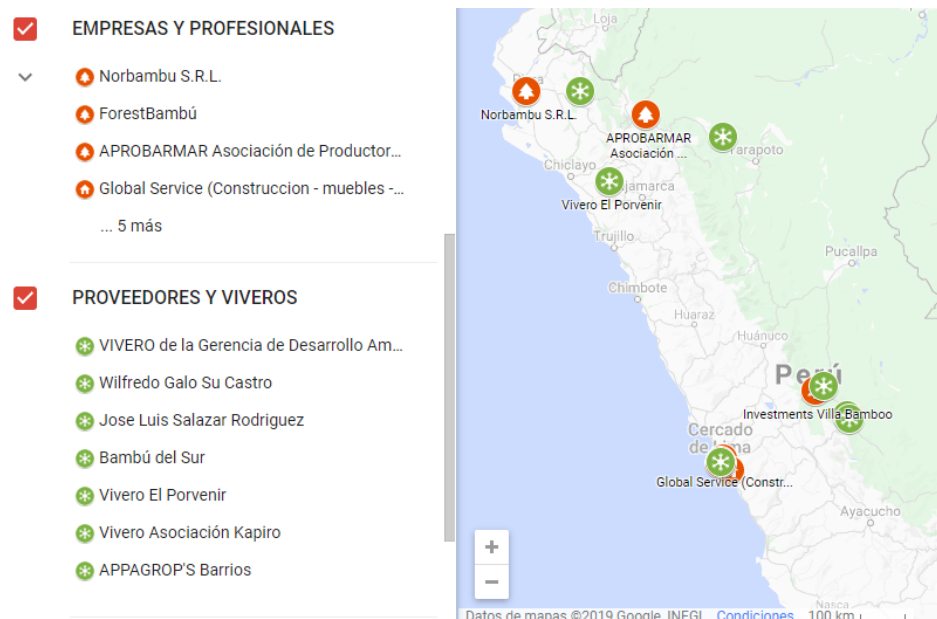 EMPRESAS Y PROFESIONALES
Norbambu S.R.L.
ForestBambú
APROBARMAR Asociación de Productor...
Global Service (Construccion - muebles -...
... 5 más
PROVEEDORES Y VIVEROS
VIVERO de la Gerencia de Desarrollo Am...
Wilfredo Galo Su Castro
Jose Luis Salazar Rodriguez
Bambú del Sur
Vivero El Porvenir
Vivero Asociación Kapiro
APPAGROP'S Barrios
Loja
Norbambu S.R.L.
APROBARMAR
Asociación ...
Tarapoto
Chiclayo
Vivero El Porvenir
Trujillo
Pucallpa
Chimbote
Huaraz
Huánuco
Perú
Investments Villa Bamboo
Cercado
de Lima
Global Service (Constr...
Ayacucho
Nasca
+
−
Datos de mapas ©2019 Google, INEGI
Condiciones
100 km